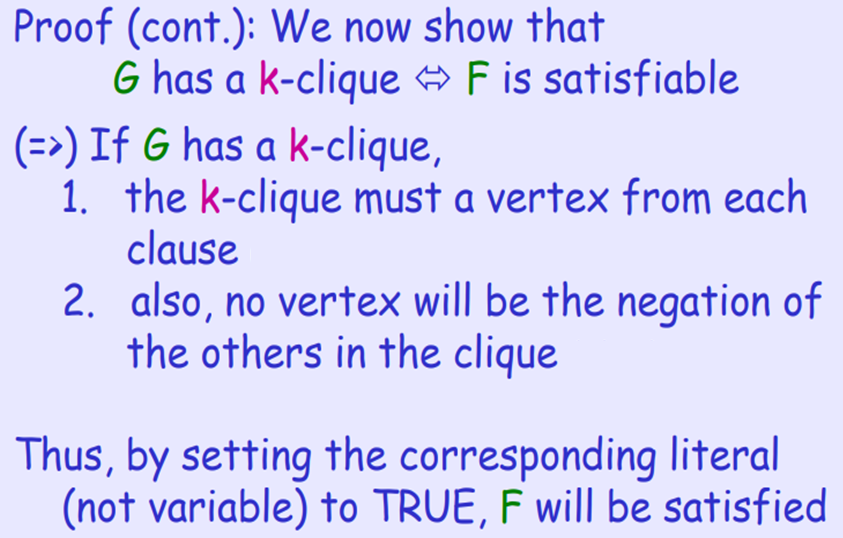 Proof (cont.): We now show that
G has a k-clique ⇔ F is satisfiable
(=>) If G has a k-clique,
1. the k-clique must a vertex from each
clause
2. also, no vertex will be the negation of
the others in the clique
Thus, by setting the corresponding literal
(not variable) to TRUE, F will be satisfied